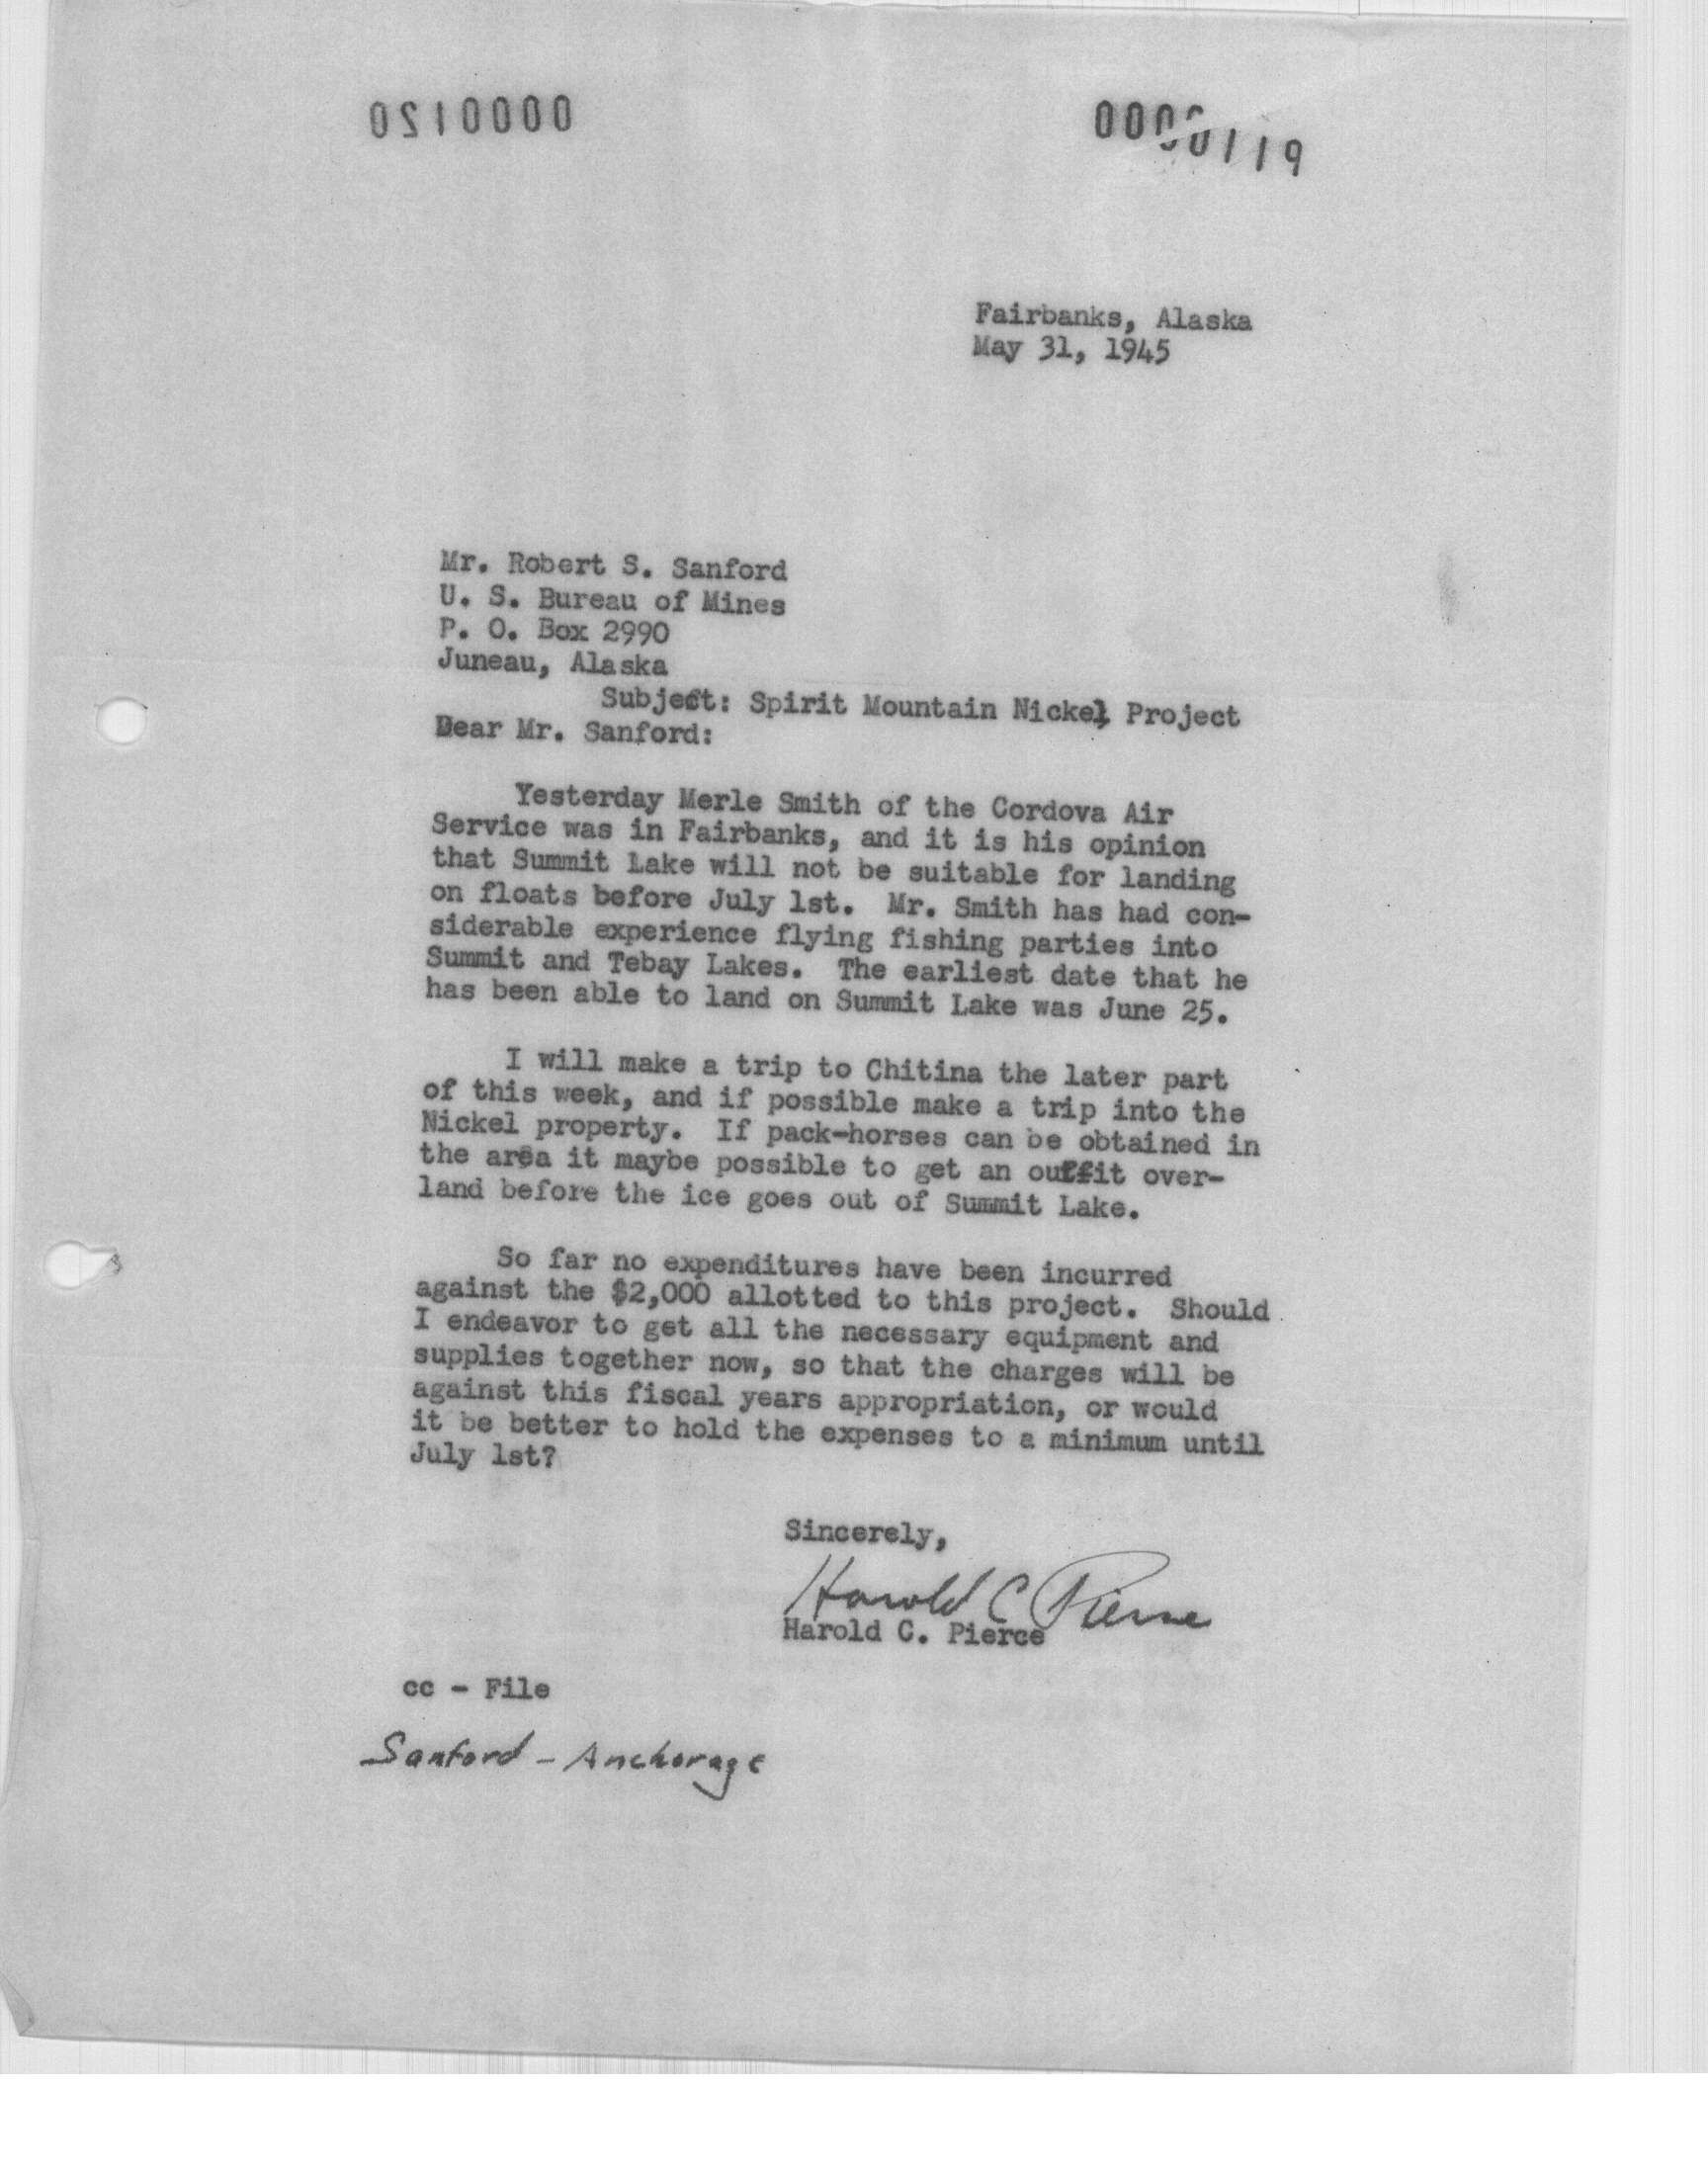 0000120
0000119
Fairbanks, Alaska
May 31, 1945
Mr. Robert S. Sanford
U. S. Bureau of Mines
P. O. Box 2990
Juneau, Alaska
Subject: Spirit Mountain Nickel Project
Dear Mr. Sanford:
Yesterday Merle Smith of the Cordova Air
Service was in Fairbanks, and it is his opinion
that Summit Lake will not be suitable for landing
on floats before July 1st. Mr. Smith has had con-
siderable experience flying fishing parties into
Summit and Tebay Lakes. The earliest date that he
has been able to land on Summit Lake was June 25.
I will make a trip to Chitina the later part
of this week, and if possible make a trip into the
Nickel property. If pack-horses can be obtained in
the area it maybe possible to get an outfit over-
land before the ice goes out of Summit Lake.
So far no expenditures have been incurred
against the $2,000 allotted to this project. Should
I endeavor to get all the necessary equipment and
supplies together now, so that the charges will be
against this fiscal years appropriation, or would
it be better to hold the expenses to a minimum until
July 1st?
Sincerely,
Harold C Pierce
Harold C. Pierce
cc - File
Sanford - Anchorage